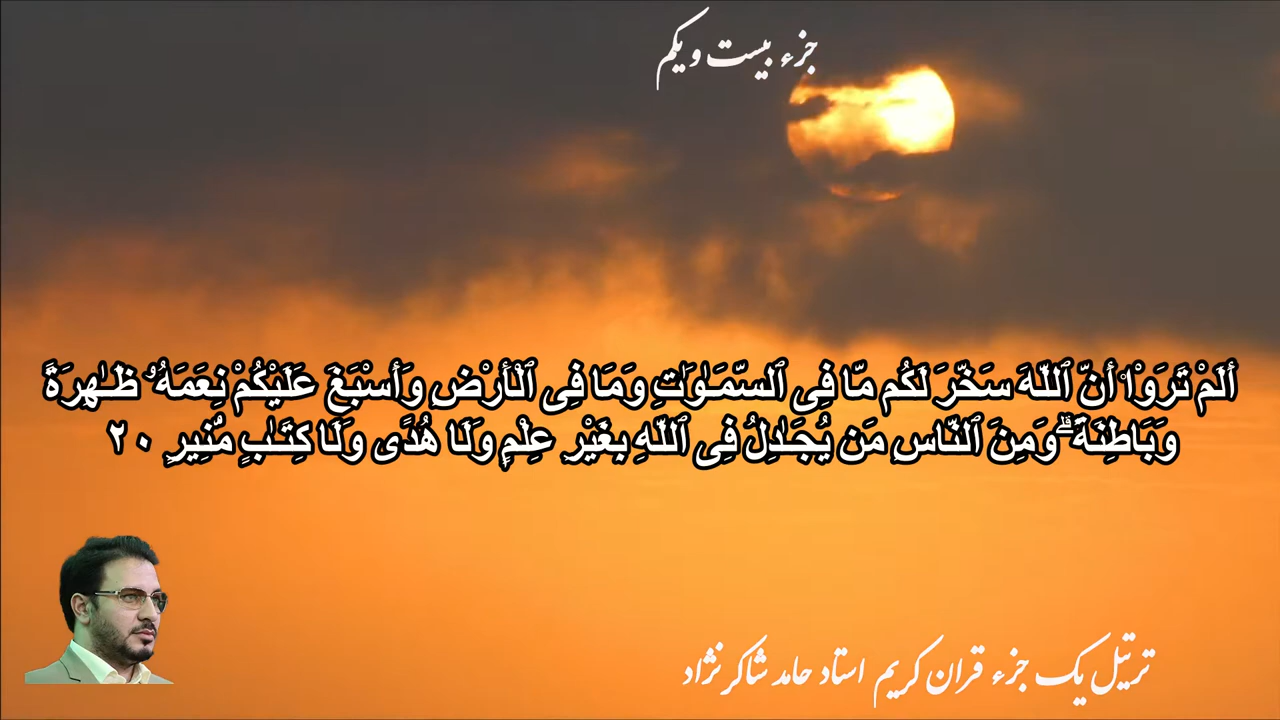 جزء بیست و یکم
أَلَمْ تَرَوْا۟ أَنَّ ٱللَّهَ سَخَّرَ لَكُم مَّا فِى ٱلسَّمَـٰوَٰتِ وَمَا فِى ٱلْأَرْضِ وَأَسْبَغَ عَلَيْكُمْ نِعَمَهُۥ ظَـٰهِرَةً
وَبَاطِنَةً ۗ وَمِنَ ٱلنَّاسِ مَن يُجَـٰدِلُ فِى ٱللَّهِ بِغَيْرِ عِلْمٍ وَلَا هُدًى وَلَا كِتَـٰبٍ مُّنِيرٍ ٢٠
ترتیل یک جزء قران کریم استاد حامد شاکرنژاد